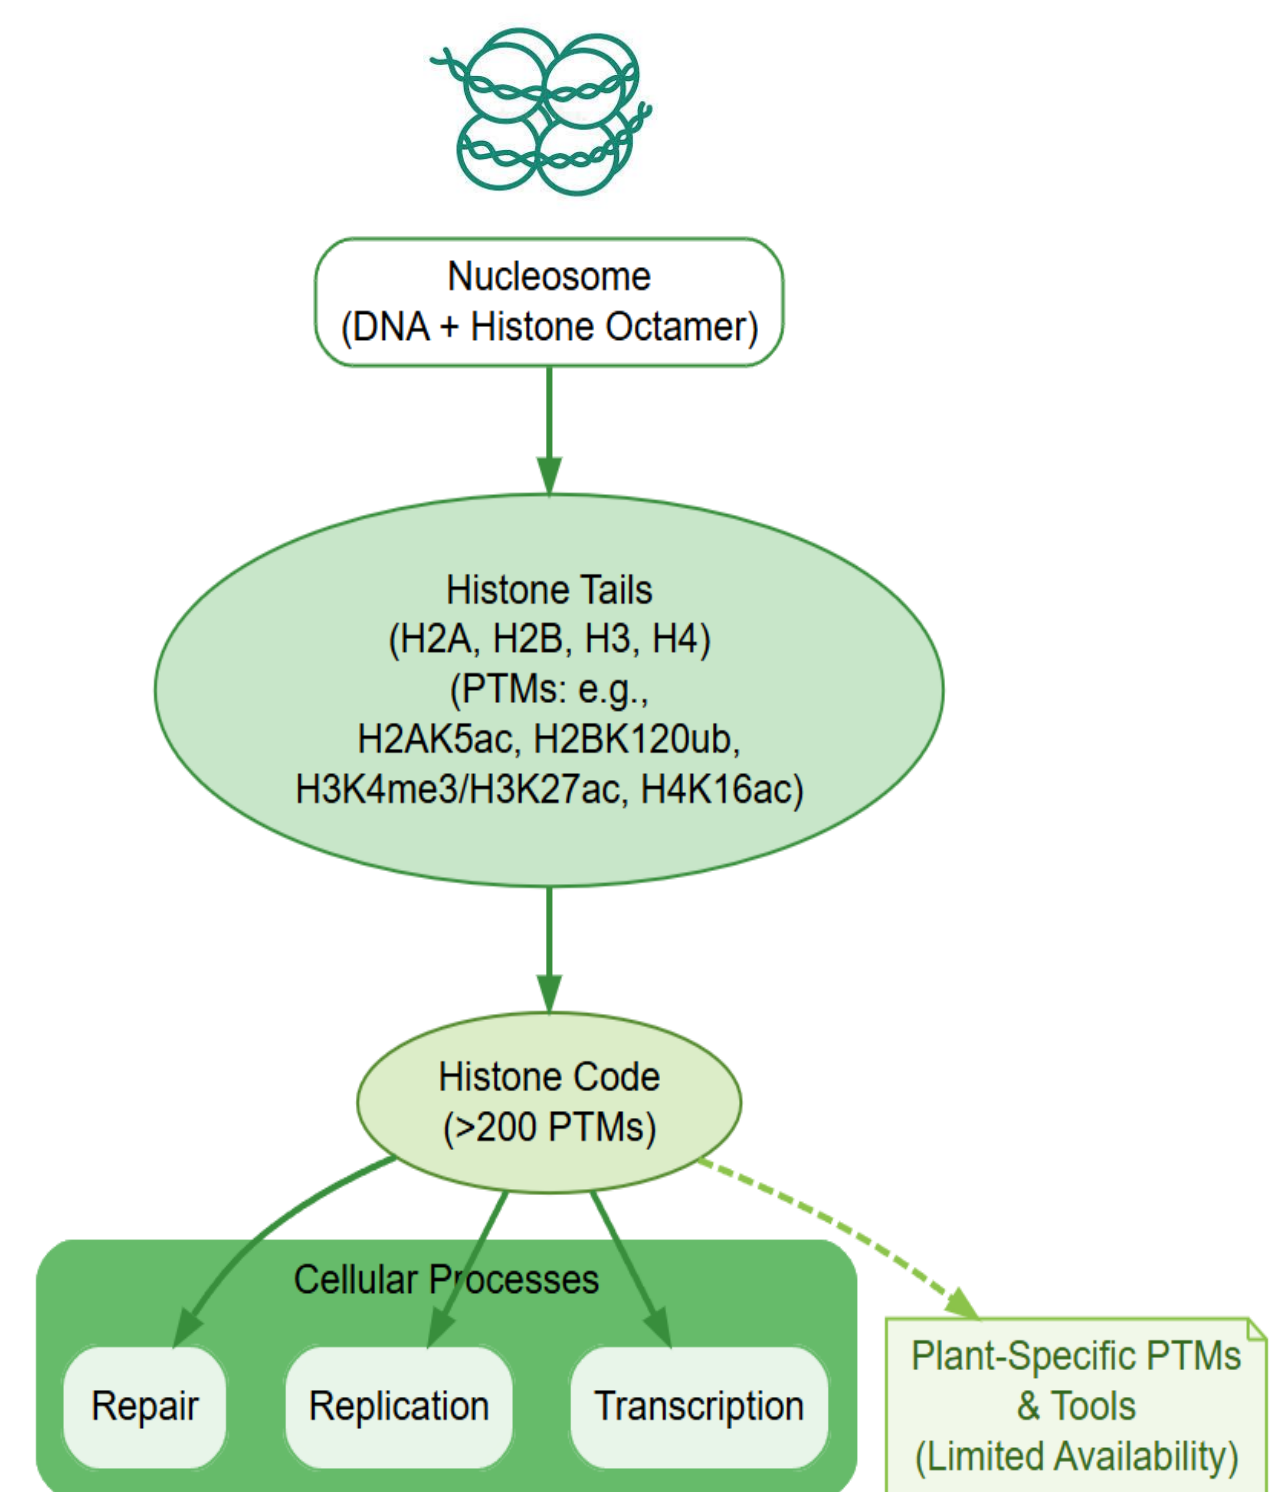 Nucleosome
(DNA + Histone Octamer)
Histone Tails
(H2A, H2B, H3, H4)
(PTMs: e.g.,
H2AK5ac, H2BK120ub,
H3K4me3/H3K27ac, H4K16ac)
Histone Code
(>200 PTMs)
Cellular Processes
Repair
Replication
Transcription
Plant-Specific PTMs
& Tools
(Limited Availability)